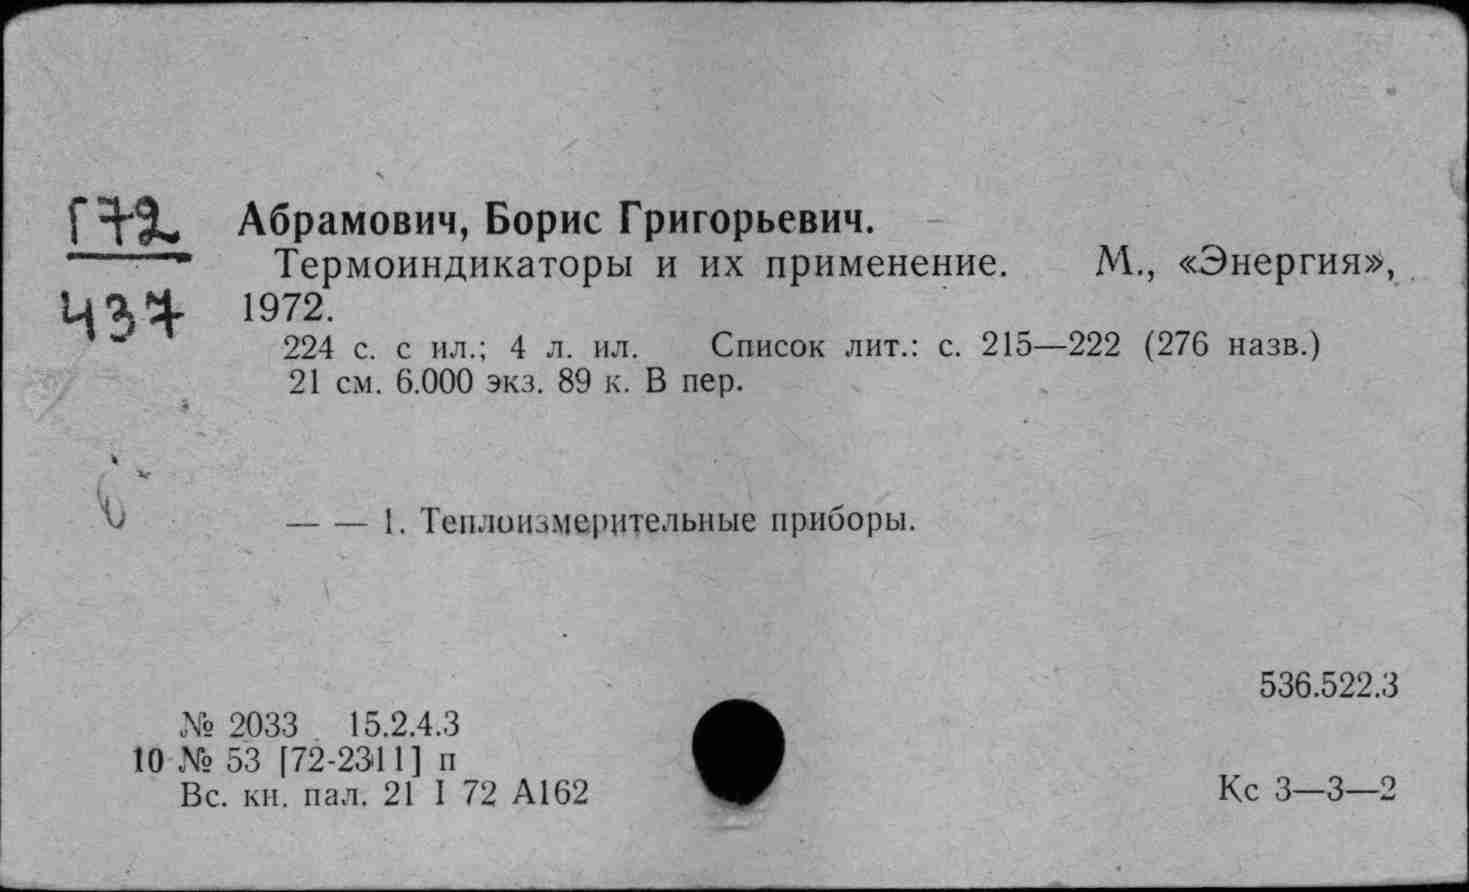 Г72
437
Абрамович, Борис Григорьевич.
Термоиндикаторы и их применение. М., «Энергия»,
1972.
224 с. с ил.; 4 л. ил. Список лит.: с. 215—222 (276 назв.)
21 см. 6.000 экз. 89 к. В пер.
— — 1. Теплоизмерительные приборы.
536.522.3
№ 2033 15.2.4.3
10 № 53 [72-2311] п
Вс. кн. пал. 21 I 72 А162
Кс 3—3—2